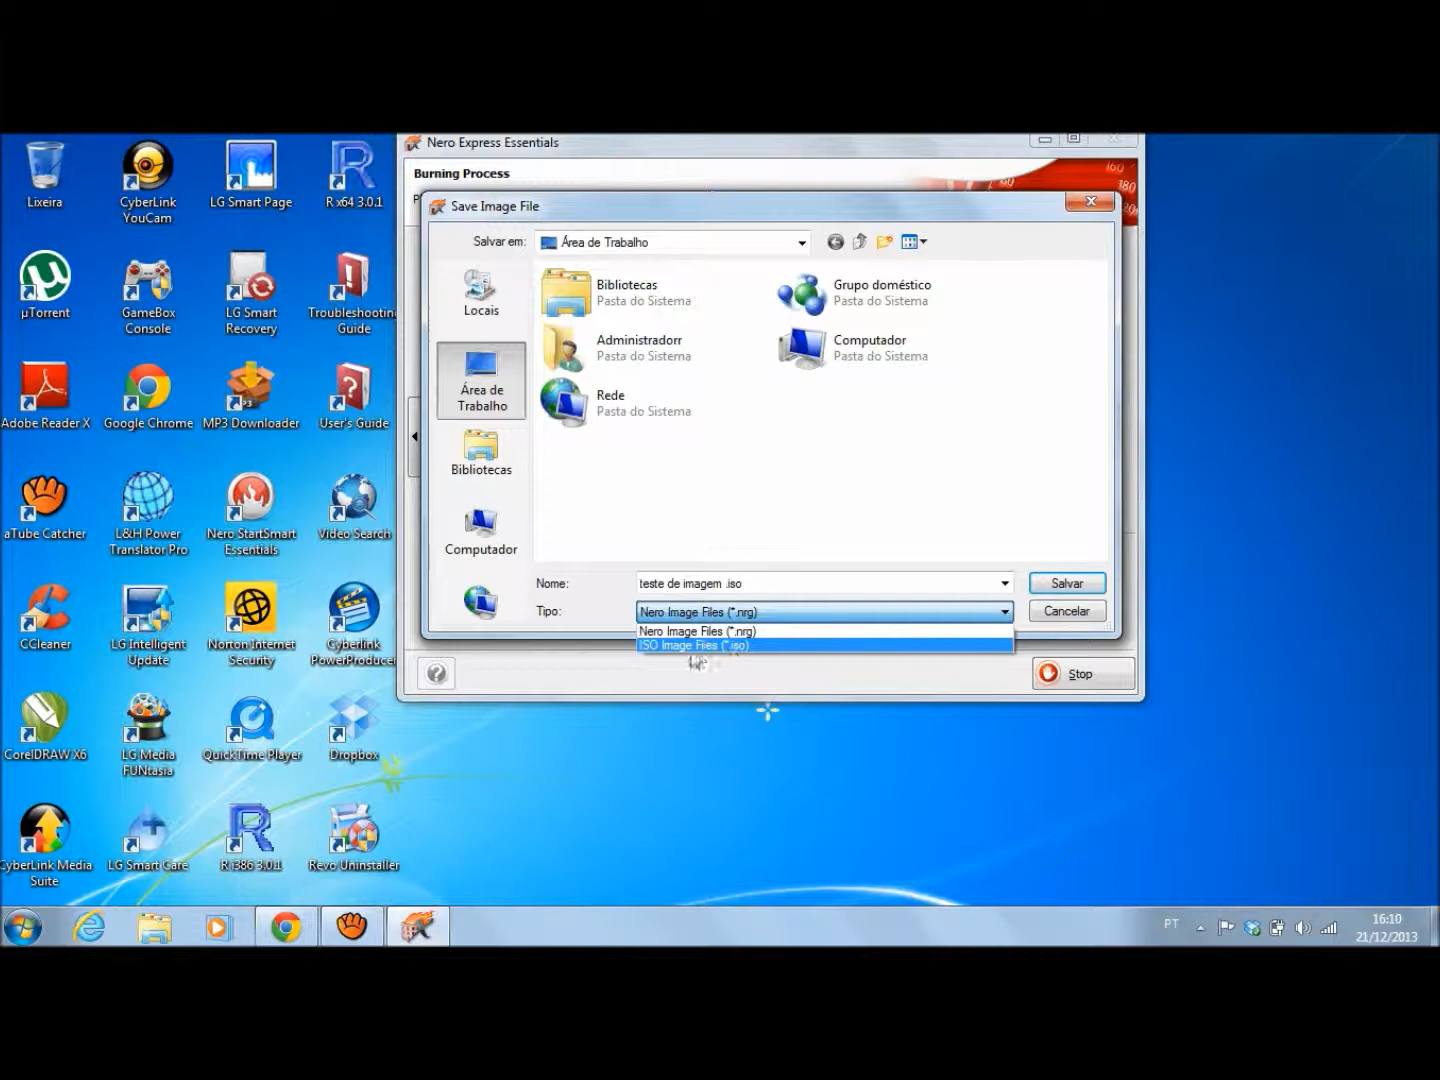 Nero Express Essentials
Burning Process
Save Image File
Salvar em:
Área de Trabalho
Locais
Área de
Trabalho
Bibliotecas
Computador
Bibliotecas
Pasta do Sistema
Grupo doméstico
Pasta do Sistema
Administradorr
Pasta do Sistema
Computador
Pasta do Sistema
Rede
Pasta do Sistema
Nome:
teste de imagem .iso
Salvar
Tipo:
Nero Image Files (*.nrg)
Cancelar
Nero Image Files (*.nrg)
ISO Image Files (*.iso)
Stop
Lixeira
CyberLink
YouCam
LG Smart Page
R x64 3.0.1
µTorrent
GameBox
Console
LG Smart
Recovery
Troubleshooting
Guide
Adobe Reader X
Google Chrome
MP3 Downloader
User's Guide
aTube Catcher
L&H Power
Translator Pro
Nero StartSmart
Essentials
Video Search
CCleaner
LG Intelligent
Update
Norton Internet
Security
Cyberlink
PowerProducer
CorelDRAW X6
LG Media
FUNtasia
QuickTime Player
Dropbox
CyberLink Media
Suite
LG Smart Care
R i386 3.0.1
Revo Uninstaller
PT
16:10
21/12/2013